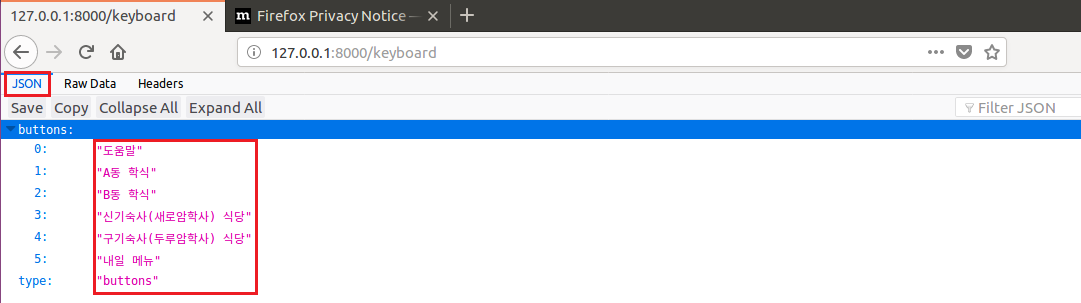 127.0.0.1:8000/keyboard
Firefox Privacy Notice —
127.0.0.1:8000/keyboard
JSON Raw Data Headers
Save Copy Collapse All Expand All Filter JSON
buttons:
0: "도움말"
1: "A동 학식"
2: "B동 학식"
3: "신기숙사(새로암학사) 식당"
4: "구기숙사(두루암학사) 식당"
5: "내일 메뉴"
type: "buttons"